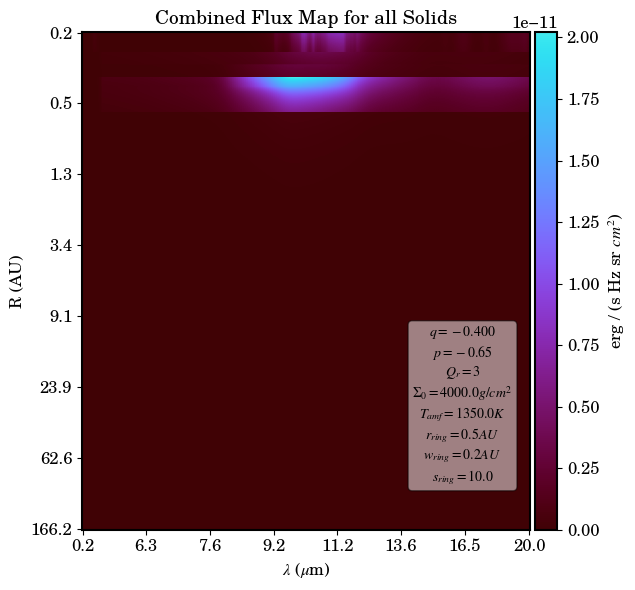 Combined Flux Map for all Solids
1e−11
0.2
0.5
1.3
3.4
9.1
23.9
62.6
166.2
R (AU)
q = −0.400
p = −0.65
Q_r = 3
Σ_0 = 4000.0g/cm^2
T_amf = 1350.0K
r_ring = 0.5AU
w_ring = 0.2AU
s_ring = 10.0
0.2 6.3 7.6 9.2 11.2 13.6 16.5 20.0
λ (μm)
2.00
1.75
1.50
1.25
1.00
0.75
0.50
0.25
0.00
erg / (s Hz sr cm^2)